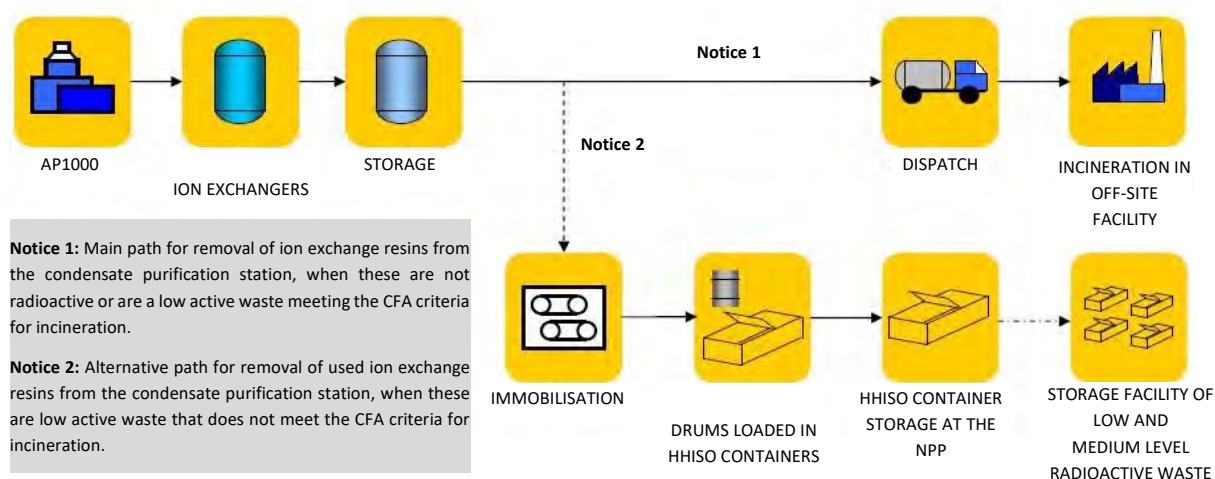 Notice 1
Notice 2
AP1000
ION EXCHANGERS
STORAGE
DISPATCH
INCINERATION IN
OFF-SITE
FACILITY
Notice 1: Main path for removal of ion exchange resins from
the condensate purification station, when these are not
radioactive or are a low active waste meeting the CFA criteria
for incineration.
Notice 2: Alternative path for removal of used ion exchange
resins from the condensate purification station, when these
are low active waste that does not meet the CFA criteria for
incineration.
IMMOBILISATION
DRUMS LOADED IN
HHISO CONTAINERS
HHISO CONTAINER
STORAGE AT THE
NPP
STORAGE FACILITY OF
LOW AND
MEDIUM LEVEL
RADIOACTIVE WASTE